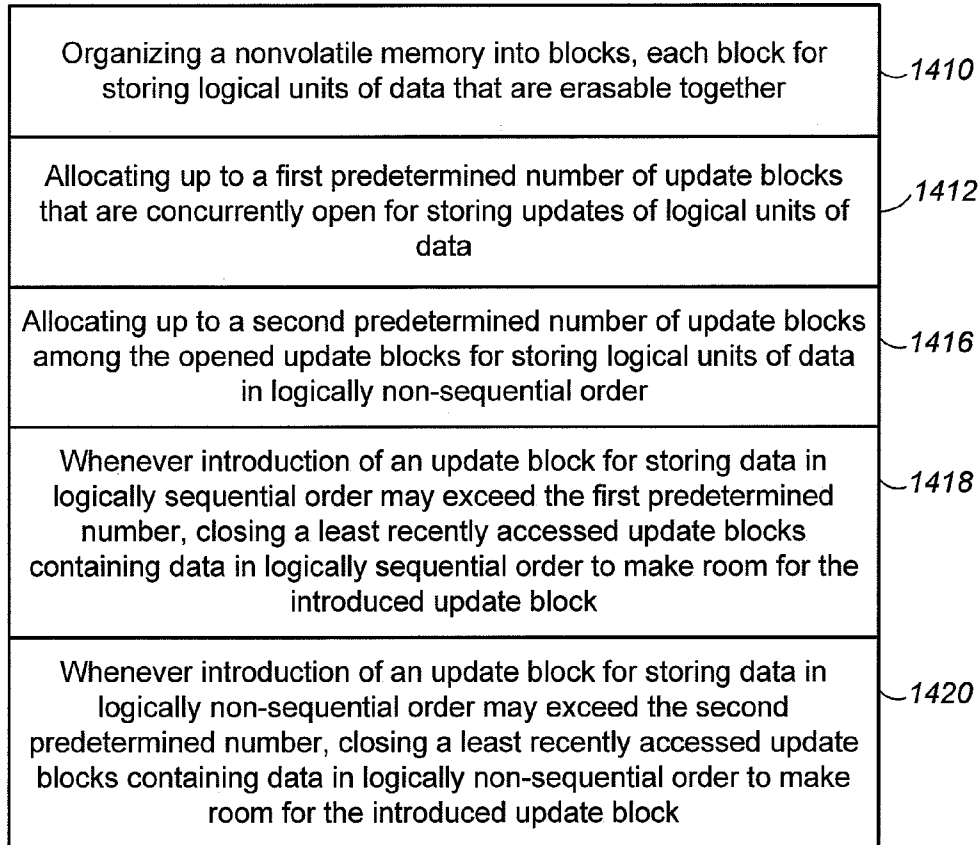 Organizing a nonvolatile memory into blocks, each block for
storing logical units of data that are erasable together
1410
Allocating up to a first predetermined number of update blocks
that are concurrently open for storing updates of logical units of
data
1412
Allocating up to a second predetermined number of update blocks
among the opened update blocks for storing logical units of data
in logically non-sequential order
1416
Whenever introduction of an update block for storing data in
logically sequential order may exceed the first predetermined
number, closing a least recently accessed update blocks
containing data in logically sequential order to make room for the
introduced update block
1418
Whenever introduction of an update block for storing data in
logically non-sequential order may exceed the second
predetermined number, closing a least recently accessed update
blocks containing data in logically non-sequential order to make
room for the introduced update block
1420